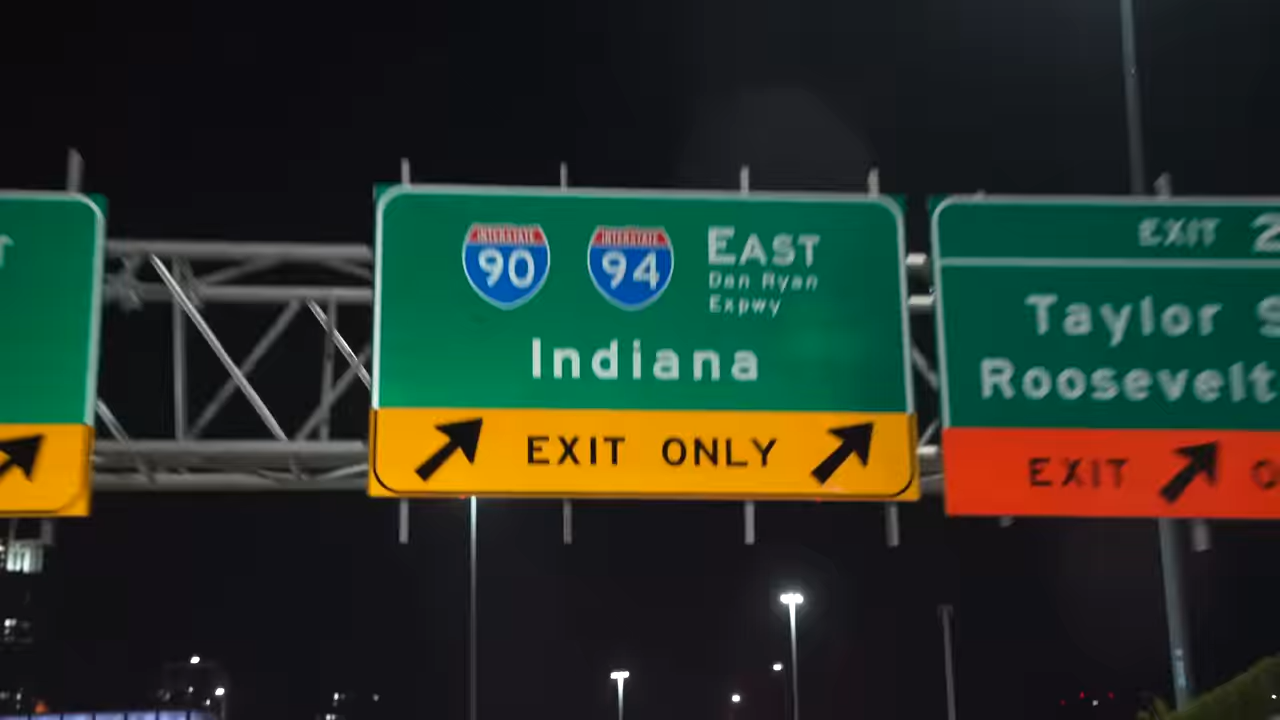 INTERSTATE 90 INTERSTATE 94 EAST
Dan Ryan
Expwy
Indiana
EXIT ONLY
EXIT
Taylor
Roosevelt
EXIT